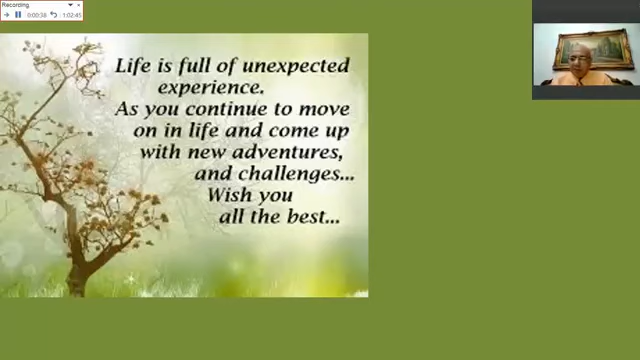 Recording
0:00:38
1:02:45
Life is full of unexpected
experience.
As you continue to move
on in life and come up
with new adventures,
and challenges...
Wish you
all the best...